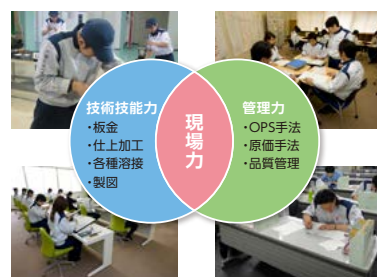 技術技能力
・板金
・仕上加工
・各種溶接
・製図
現場力
管理力
・OPS手法
・原価手法
・品質管理